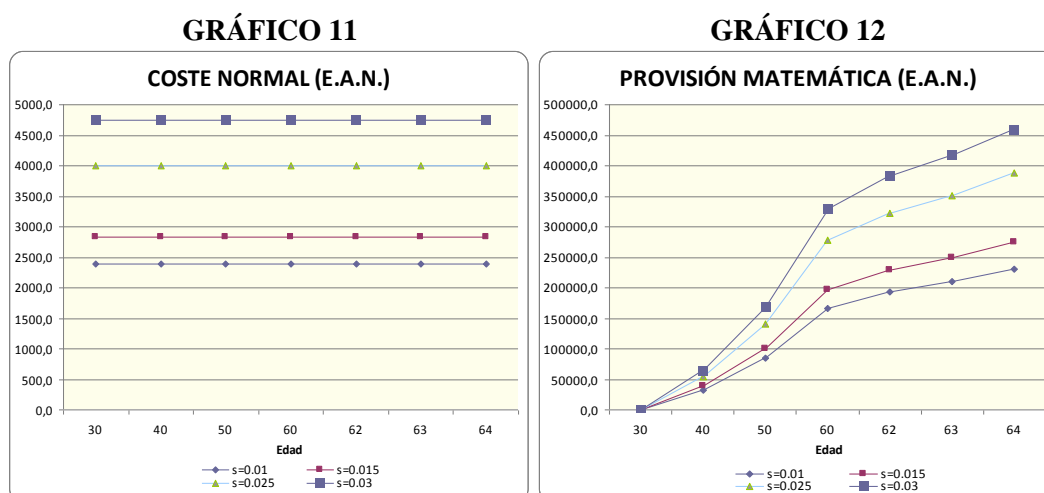 GRÁFICO 11
COSTE NORMAL (E.A.N.)
5000,0
4500,0
4000,0
3500,0
3000,0
2500,0
2000,0
1500,0
1000,0
500,0
0,0
30 40 50 60 62 63 64
Edad
s=0.01 s=0.015
s=0.025 s=0.03
GRÁFICO 12
PROVISIÓN MATEMÁTICA (E.A.N.)
500000,0
450000,0
400000,0
350000,0
300000,0
250000,0
200000,0
150000,0
100000,0
50000,0
0,0
30 40 50 60 62 63 64
Edad
s=0.01 s=0.015
s=0.025 s=0.03